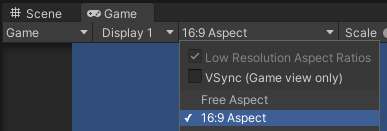 Scene Game
Game Display 1 16:9 Aspect Scale
Low Resolution Aspect Ratios
VSync (Game view only)
Free Aspect
16:9 Aspect